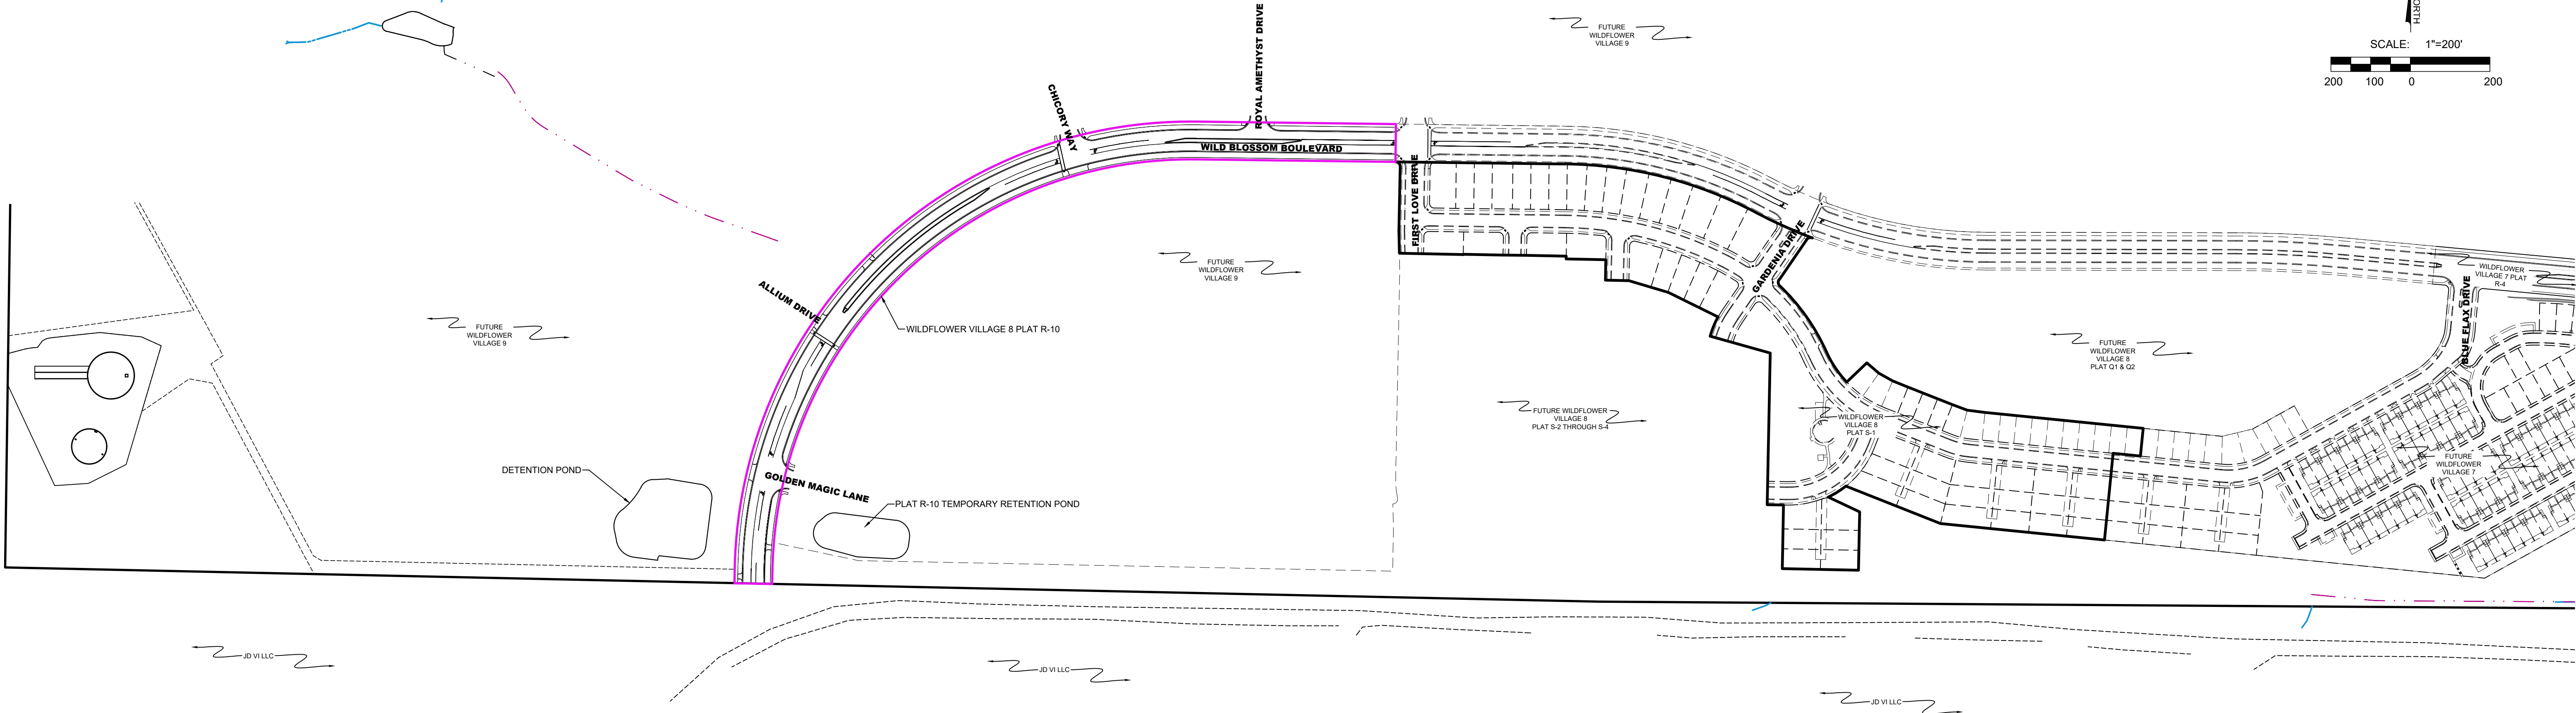 ROYAL AMETHYST DRIVE
FUTURE
WILDFLOWER
VILLAGE 9
NORTH
SCALE: 1"=200'
200 100 0 200
CHICORY WAY
WILD BLOSSOM BOULEVARD
FIRST LOVE DRIVE
GARDENIA DRIVE
FUTURE
WILDFLOWER
VILLAGE 9
WILDFLOWER
VILLAGE 7 PLAT
R-4
BLUE FLAX DRIVE
ALLIUM DRIVE
FUTURE
WILDFLOWER
VILLAGE 9
WILDFLOWER VILLAGE 8 PLAT R-10
FUTURE
WILDFLOWER
VILLAGE 8
PLAT Q1 & Q2
FUTURE WILDFLOWER
VILLAGE 8
PLAT S-2 THROUGH S-4
WILDFLOWER
VILLAGE 8
PLAT S-1
FUTURE
WILDFLOWER
VILLAGE 7
DETENTION POND
GOLDEN MAGIC LANE
PLAT R-10 TEMPORARY RETENTION POND
JD VI LLC
JD VI LLC
JD VI LLC